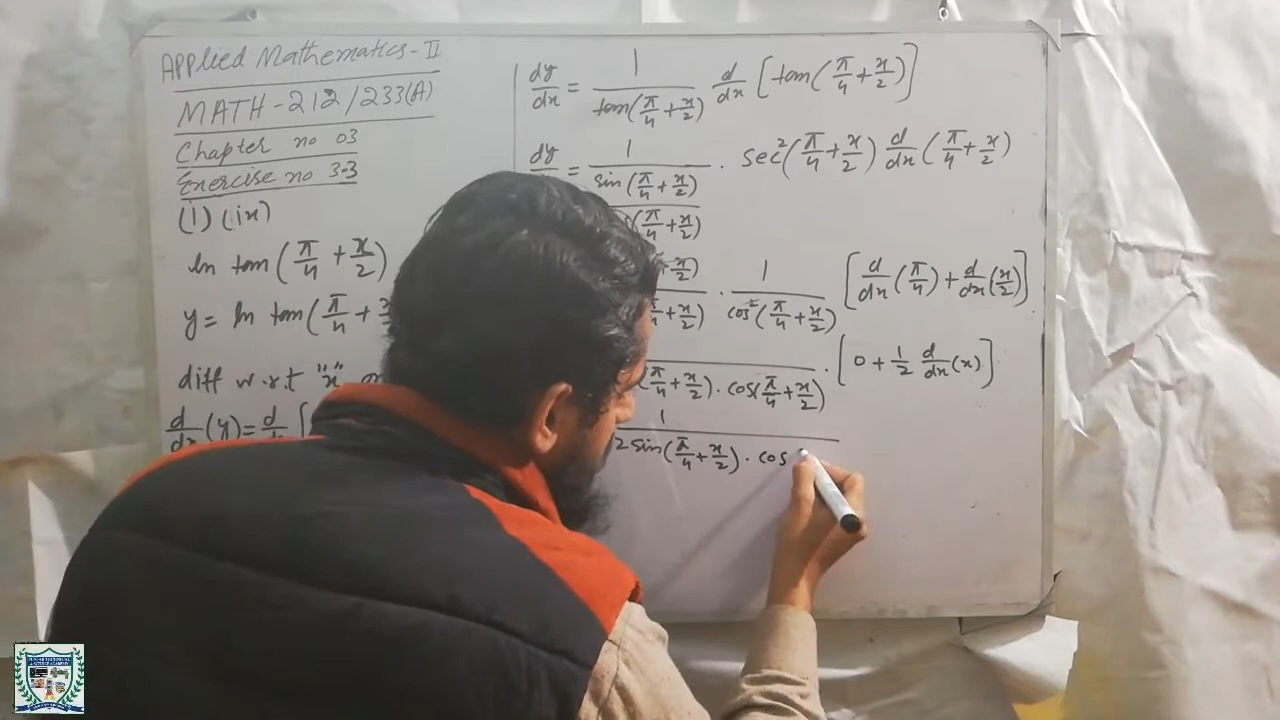 Applied Mathematics - II
MATH - 212 / 233(A)
Chapter no 03
Exercise no 3.3
(1) (ix)
ln tan(π/4 + x/2)
y = ln tan(π/4 +
diff w.r.t "x"
d/dx (y) = d/
dy/dx = 1/tan(π/4 + x/2) d/dx [tan(π/4 + x/2)]
dy = 1/sin(π/4 + x/2) · sec²(π/4 + x/2) d/dx (π/4 + x/2)
(π/4 + x/2)
+ x/2)
+ x/2) · 1/cos²(π/4 + x/2) [d/dx (π/4) + d/dx (x/2)]
(π/4 + x/2) · cos(π/4 + x/2) · [0 + 1/2 d/dx (x)]
1/2 sin(π/4 + x/2) · cos